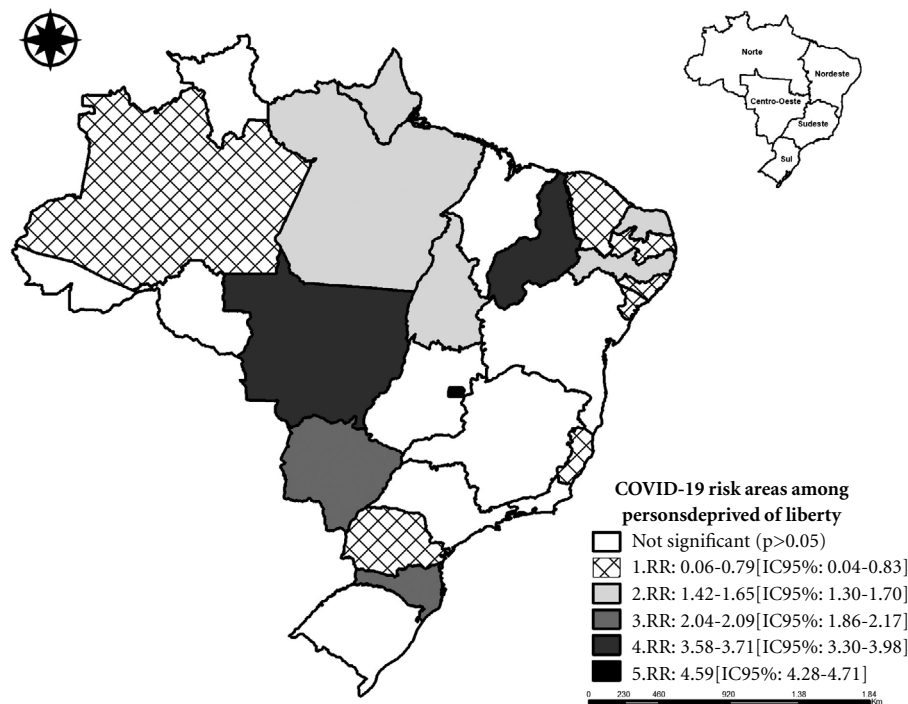 Norte
Nordeste
Centro-Oeste
Sudeste
Sul
COVID-19 risk areas among
personsdeprived of liberty
Not significant (p>0.05)
1.RR: 0.06-0.79[IC95%: 0.04-0.83]
2.RR: 1.42-1.65[IC95%: 1.30-1.70]
3.RR: 2.04-2.09[IC95%: 1.86-2.17]
4.RR: 3.58-3.71[IC95%: 3.30-3.98]
5.RR: 4.59[IC95%: 4.28-4.71]
0 230 460 920 1.38 1.84
Km